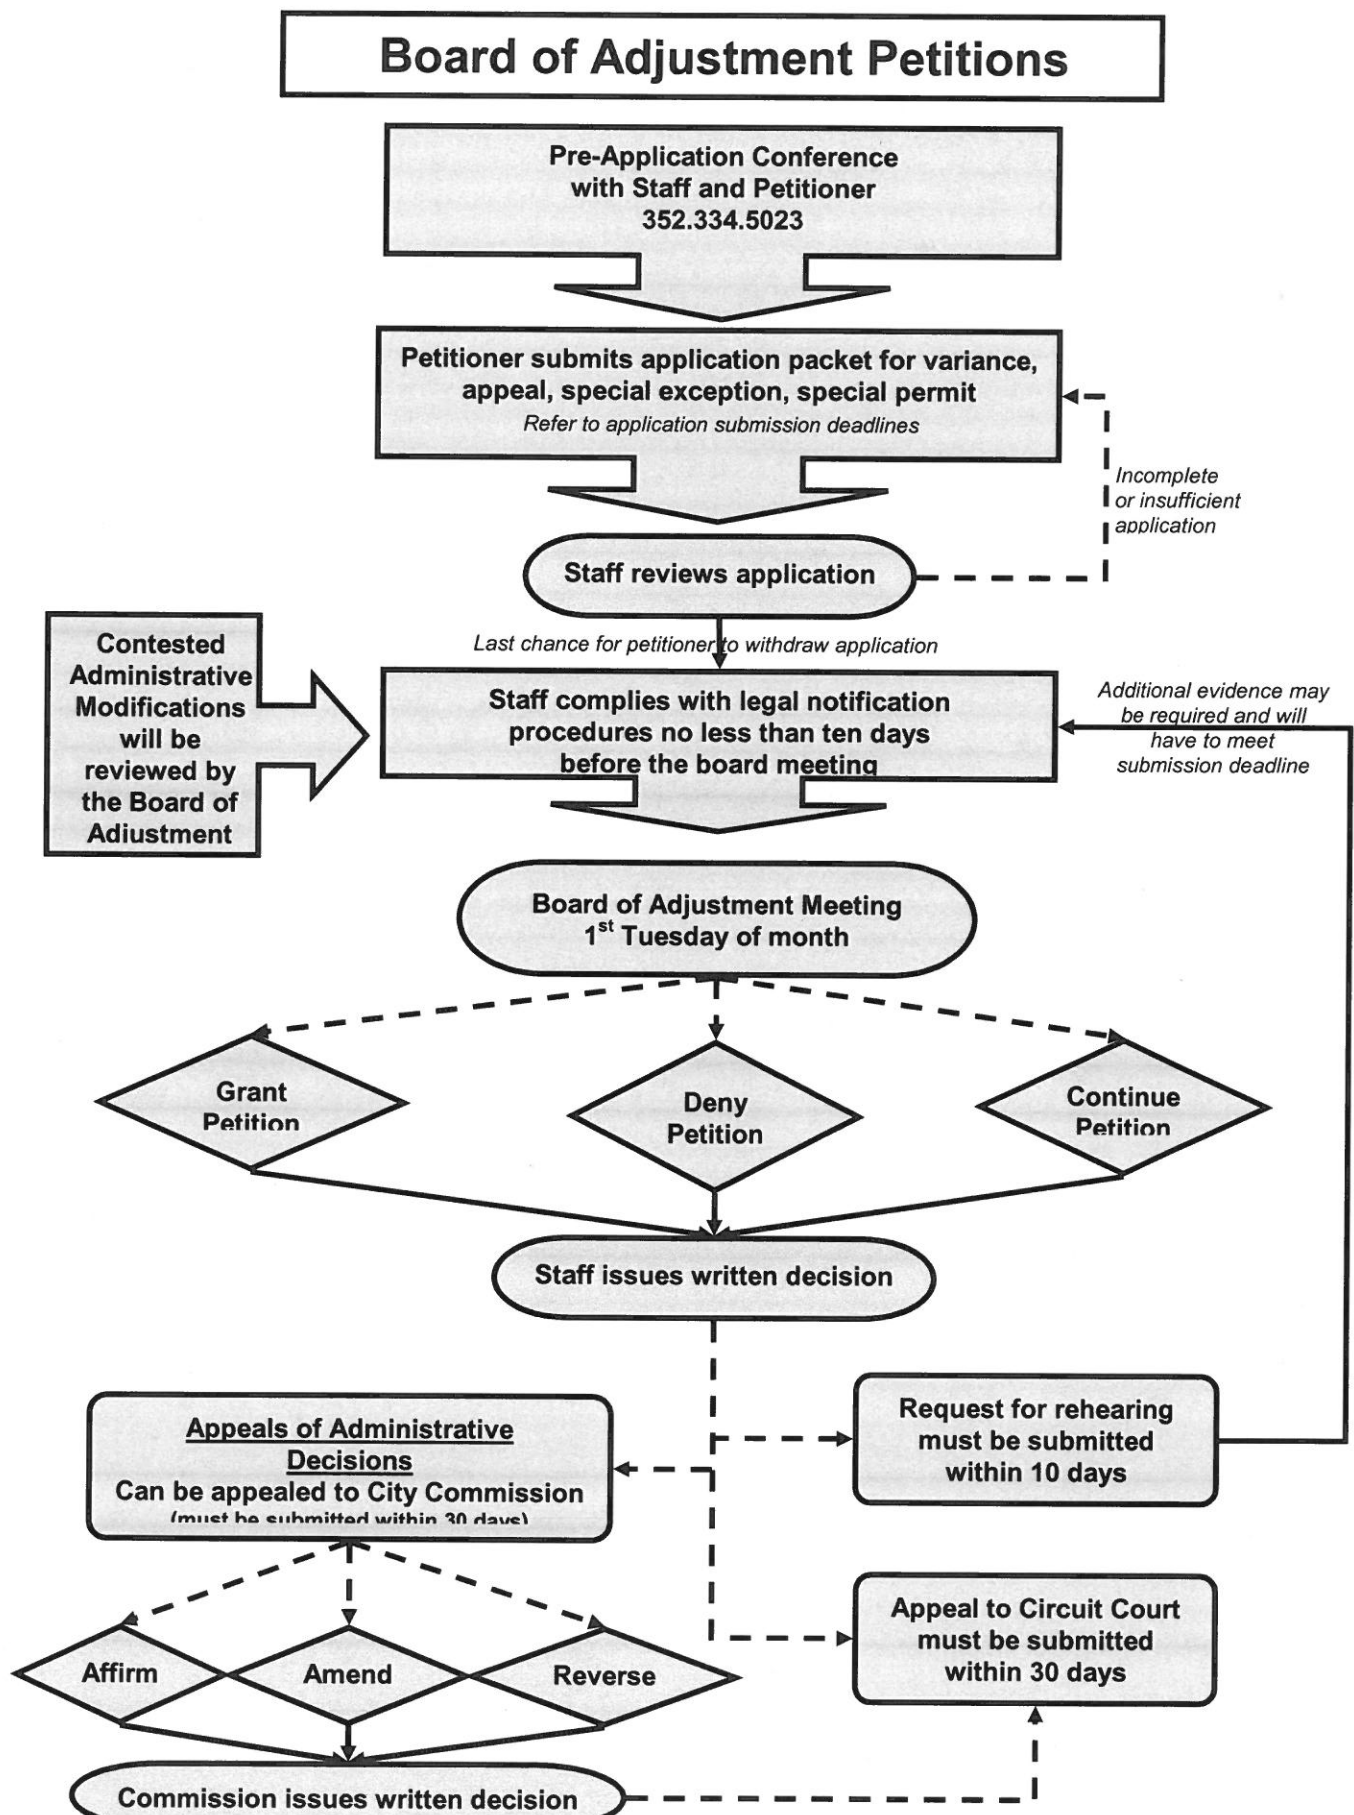 Board of Adjustment Petitions
Pre-Application Conference
with Staff and Petitioner
352.334.5023
Petitioner submits application packet for variance,
appeal, special exception, special permit
Refer to application submission deadlines
Incomplete
or insufficient
application
Staff reviews application
Last chance for petitioner to withdraw application
Contested
Administrative
Modifications
will be
reviewed by
the Board of
Adjustment
Staff complies with legal notification
procedures no less than ten days
before the board meeting
Additional evidence may
be required and will
have to meet
submission deadline
Board of Adjustment Meeting
1st Tuesday of month
Grant
Petition
Deny
Petition
Continue
Petition
Staff issues written decision
Appeals of Administrative
Decisions
Can be appealed to City Commission
(must be submitted within 30 days)
Request for rehearing
must be submitted
within 10 days
Appeal to Circuit Court
must be submitted
within 30 days
Affirm
Amend
Reverse
Commission issues written decision